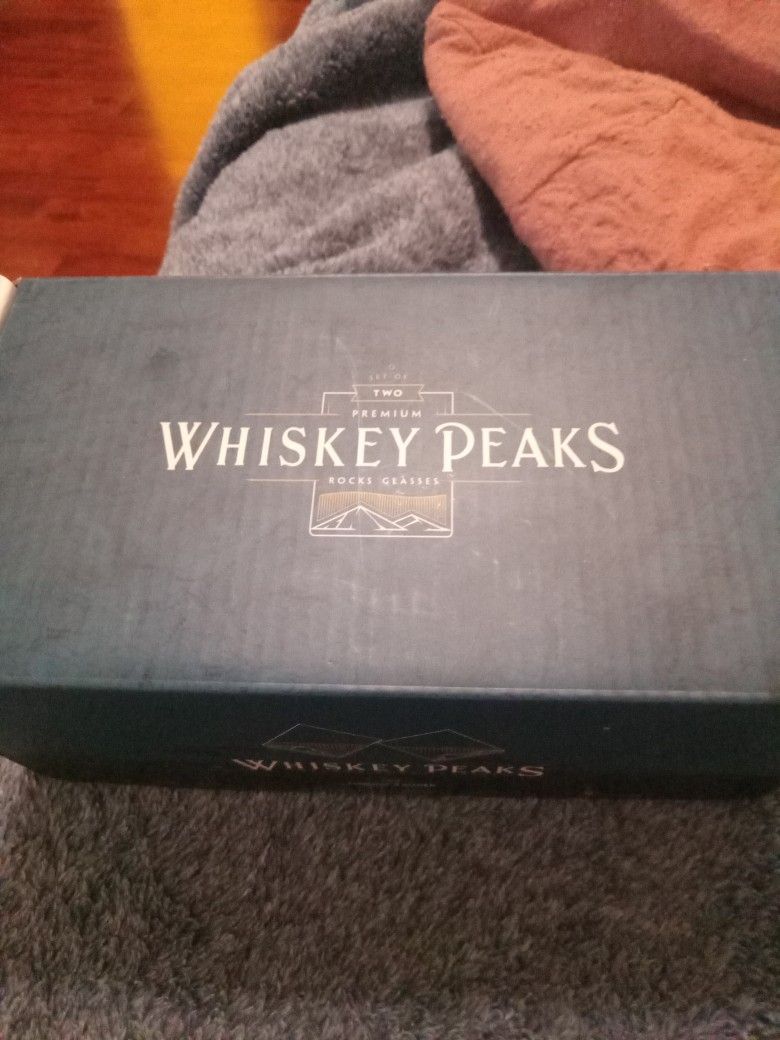 SET OF
TWO
PREMIUM
WHISKEY PEAKS
ROCKS GLASSES
WHISKEY PEAKS